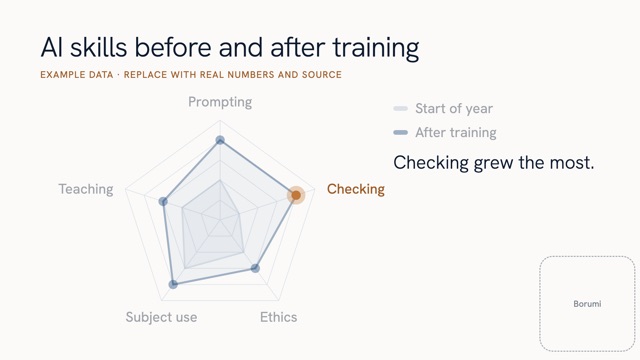 AI skills before and after training
EXAMPLE DATA · REPLACE WITH REAL NUMBERS AND SOURCE
Prompting
Start of year
After training
Checking grew the most.
Teaching
Checking
Subject use
Ethics
Borumi